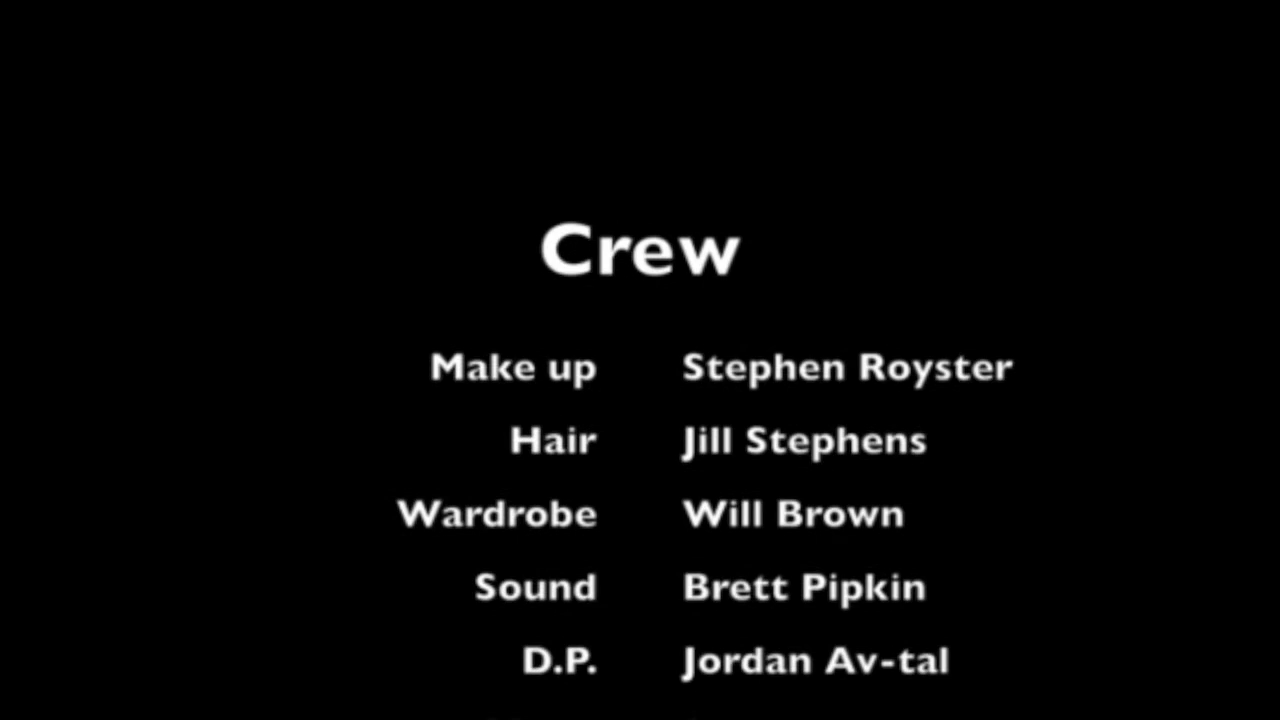 Crew
Make up Stephen Royster
Hair Jill Stephens
Wardrobe Will Brown
Sound Brett Pipkin
D.P. Jordan Av-tal